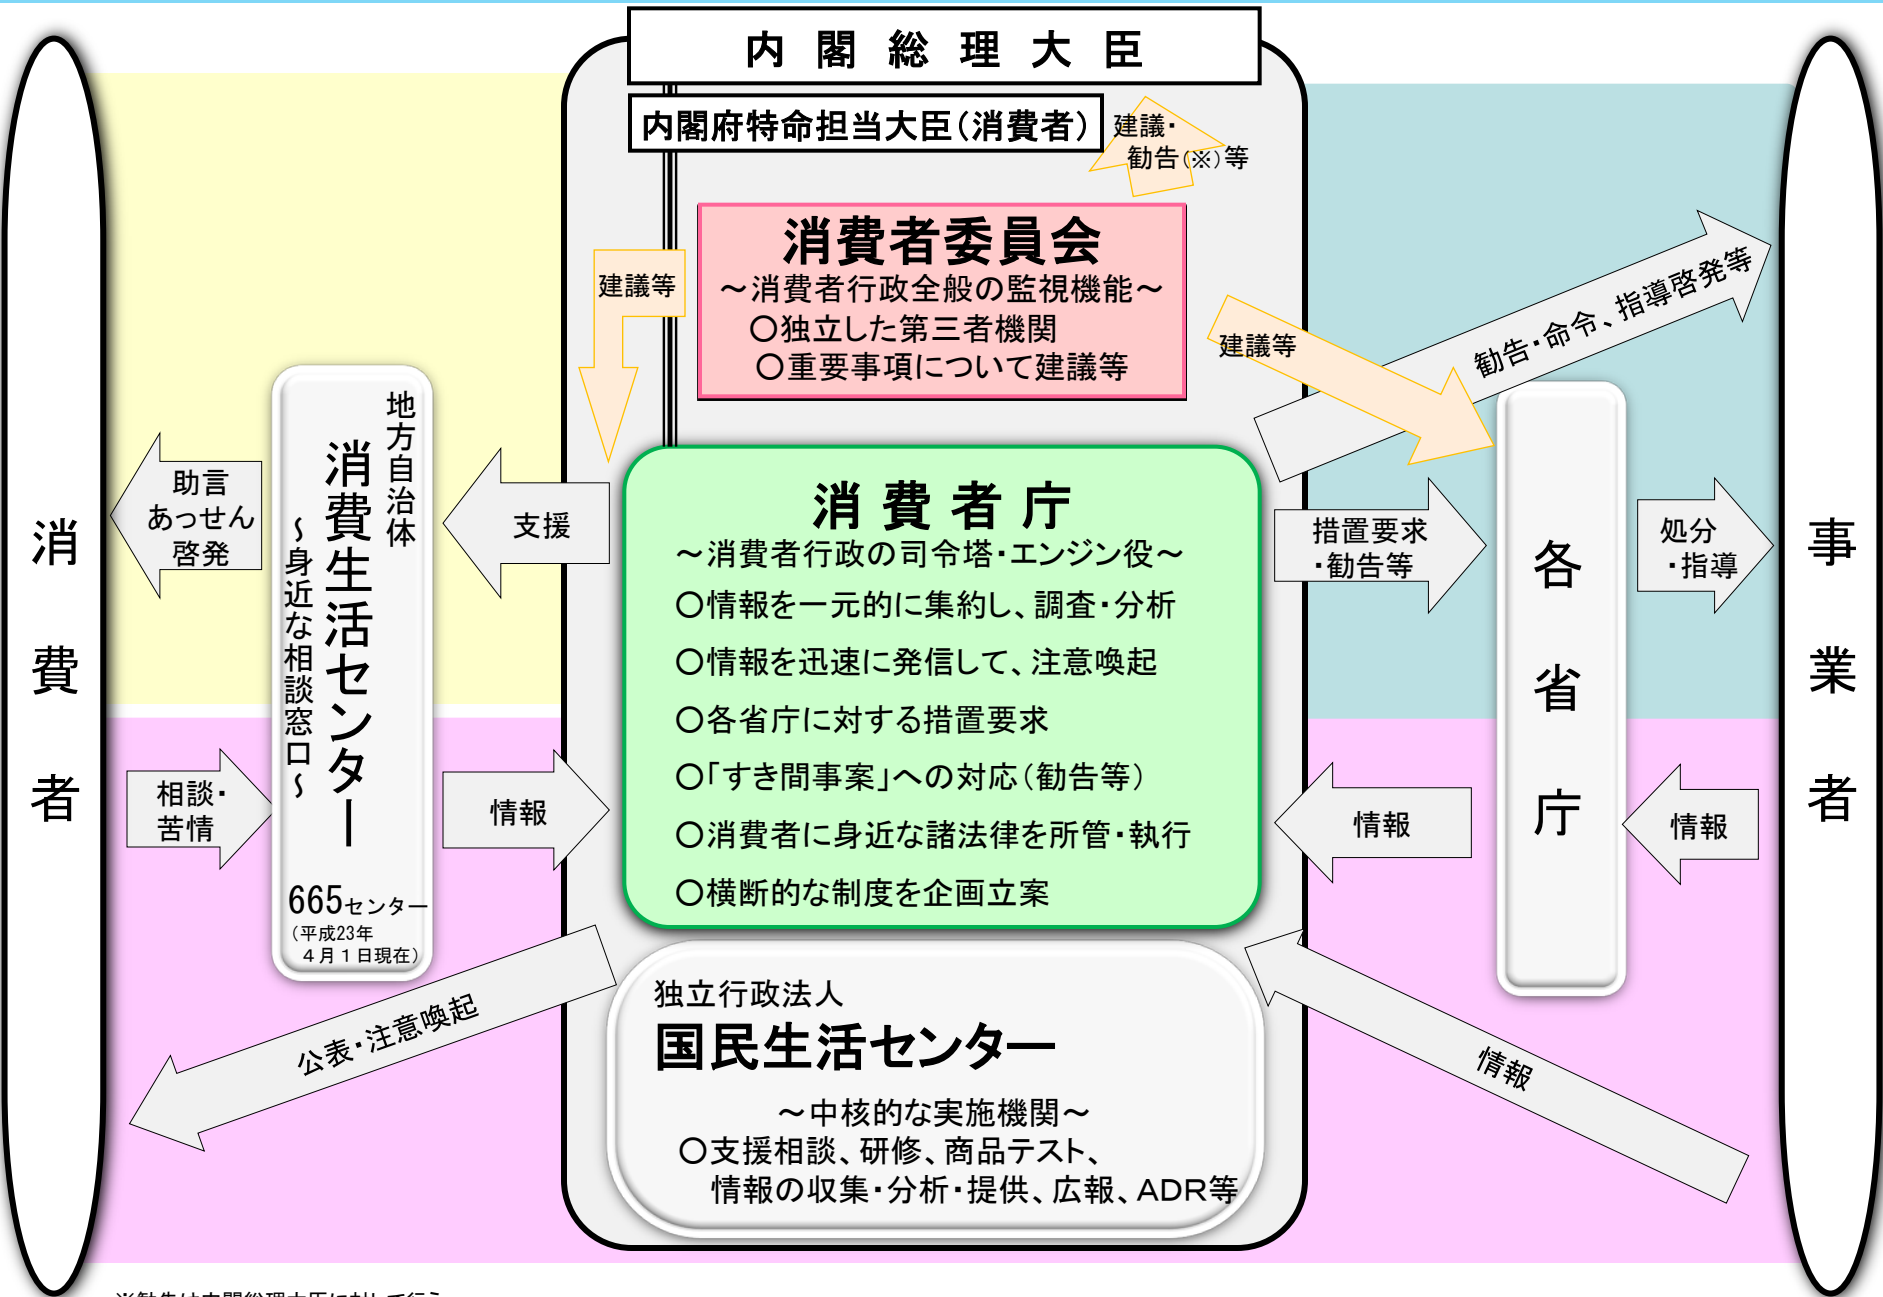 内閣総理大臣
内閣府特命担当大臣（消費者）
建議・
勧告（※）等
消費者委員会
～消費者行政全般の監視機能～
○独立した第三者機関
○重要事項について建議等
建議等
建議等
勧告・命令、指導啓発等
消費者
助言
あっせん
啓発
地方自治体
消費生活センター
～身近な相談窓口～
665センター
（平成23年
４月１日現在）
支援
消費者庁
～消費者行政の司令塔・エンジン役～
○情報を一元的に集約し、調査・分析
○情報を迅速に発信して、注意喚起
○各省庁に対する措置要求
○「すき間事案」への対応（勧告等）
○消費者に身近な諸法律を所管・執行
○横断的な制度を企画立案
措置要求
・勧告等
各省庁
処分
・指導
事業者
相談・
苦情
情報
情報
情報
公表・注意喚起
独立行政法人
国民生活センター
～中核的な実施機関～
○支援相談、研修、商品テスト、
情報の収集・分析・提供、広報、ADR等
情報
※勧告は内閣総理大臣に対して行う